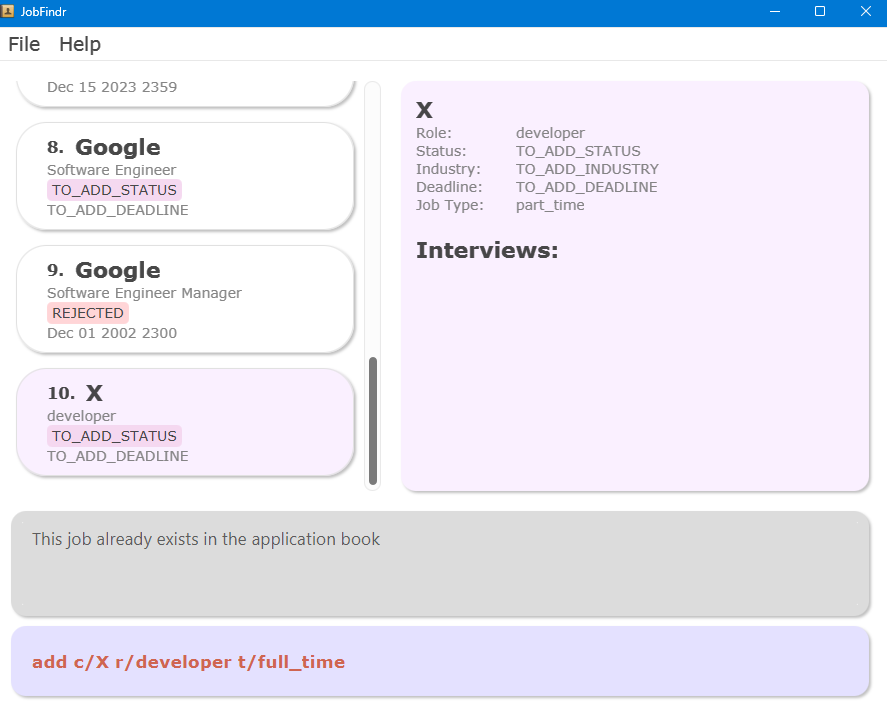 JobFindr
File Help
Dec 15 2023 2359
8. Google
Software Engineer
TO_ADD_STATUS
TO_ADD_DEADLINE
9. Google
Software Engineer Manager
REJECTED
Dec 01 2002 2300
10. X
developer
TO_ADD_STATUS
TO_ADD_DEADLINE
X
Role: developer
Status: TO_ADD_STATUS
Industry: TO_ADD_INDUSTRY
Deadline: TO_ADD_DEADLINE
Job Type: part_time
Interviews:
This job already exists in the application book
add c/X r/developer t/full_time